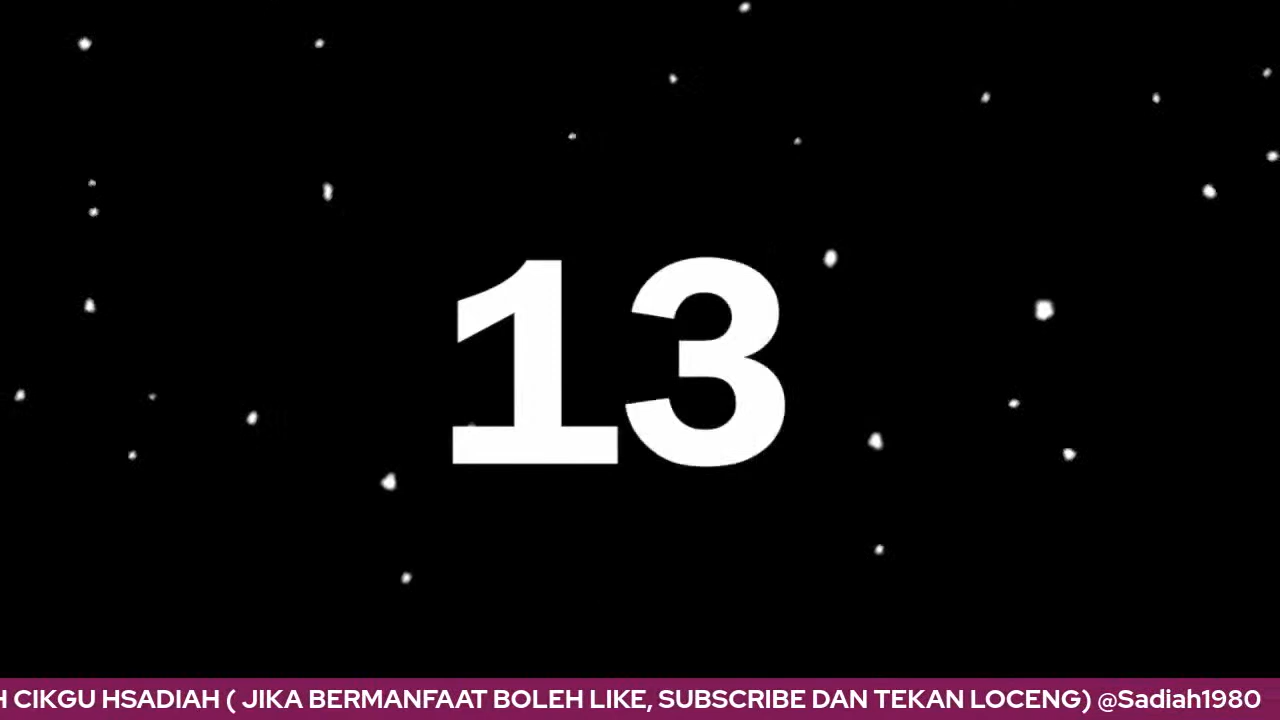 13
CIKGU HSADIAH ( JIKA BERMANFAAT BOLEH LIKE, SUBSCRIBE DAN TEKAN LOCENG) @Sadiah1980